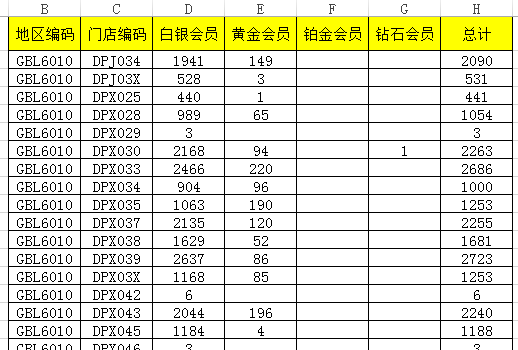 B C D E F G H
地区编码 门店编码 白银会员 黄金会员 铂金会员 钻石会员 总计
GBL6010 DPJ034 1941 149 2090
GBL6010 DPJ03X 528 3 531
GBL6010 DPX025 440 1 441
GBL6010 DPX028 989 65 1054
GBL6010 DPX029 3 3
GBL6010 DPX030 2168 94 1 2263
GBL6010 DPX033 2466 220 2686
GBL6010 DPX034 904 96 1000
GBL6010 DPX035 1063 190 1253
GBL6010 DPX037 2135 120 2255
GBL6010 DPX038 1629 52 1681
GBL6010 DPX039 2637 86 2723
GBL6010 DPX03X 1168 85 1253
GBL6010 DPX042 6 6
GBL6010 DPX043 2044 196 2240
GBL6010 DPX045 1184 4 1188
GBL6010 DPX046 3 3